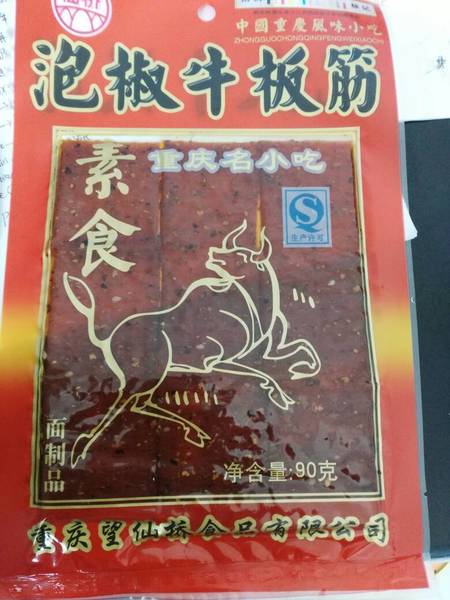 中國重慶風味小吃
ZHONGGUOCHONGQINGFENGWEIXIAOCHI
泡椒牛板筋
素食
重庆名小吃
生产许可
面制品
净含量:90克
重庆望仙桥食品有限公司